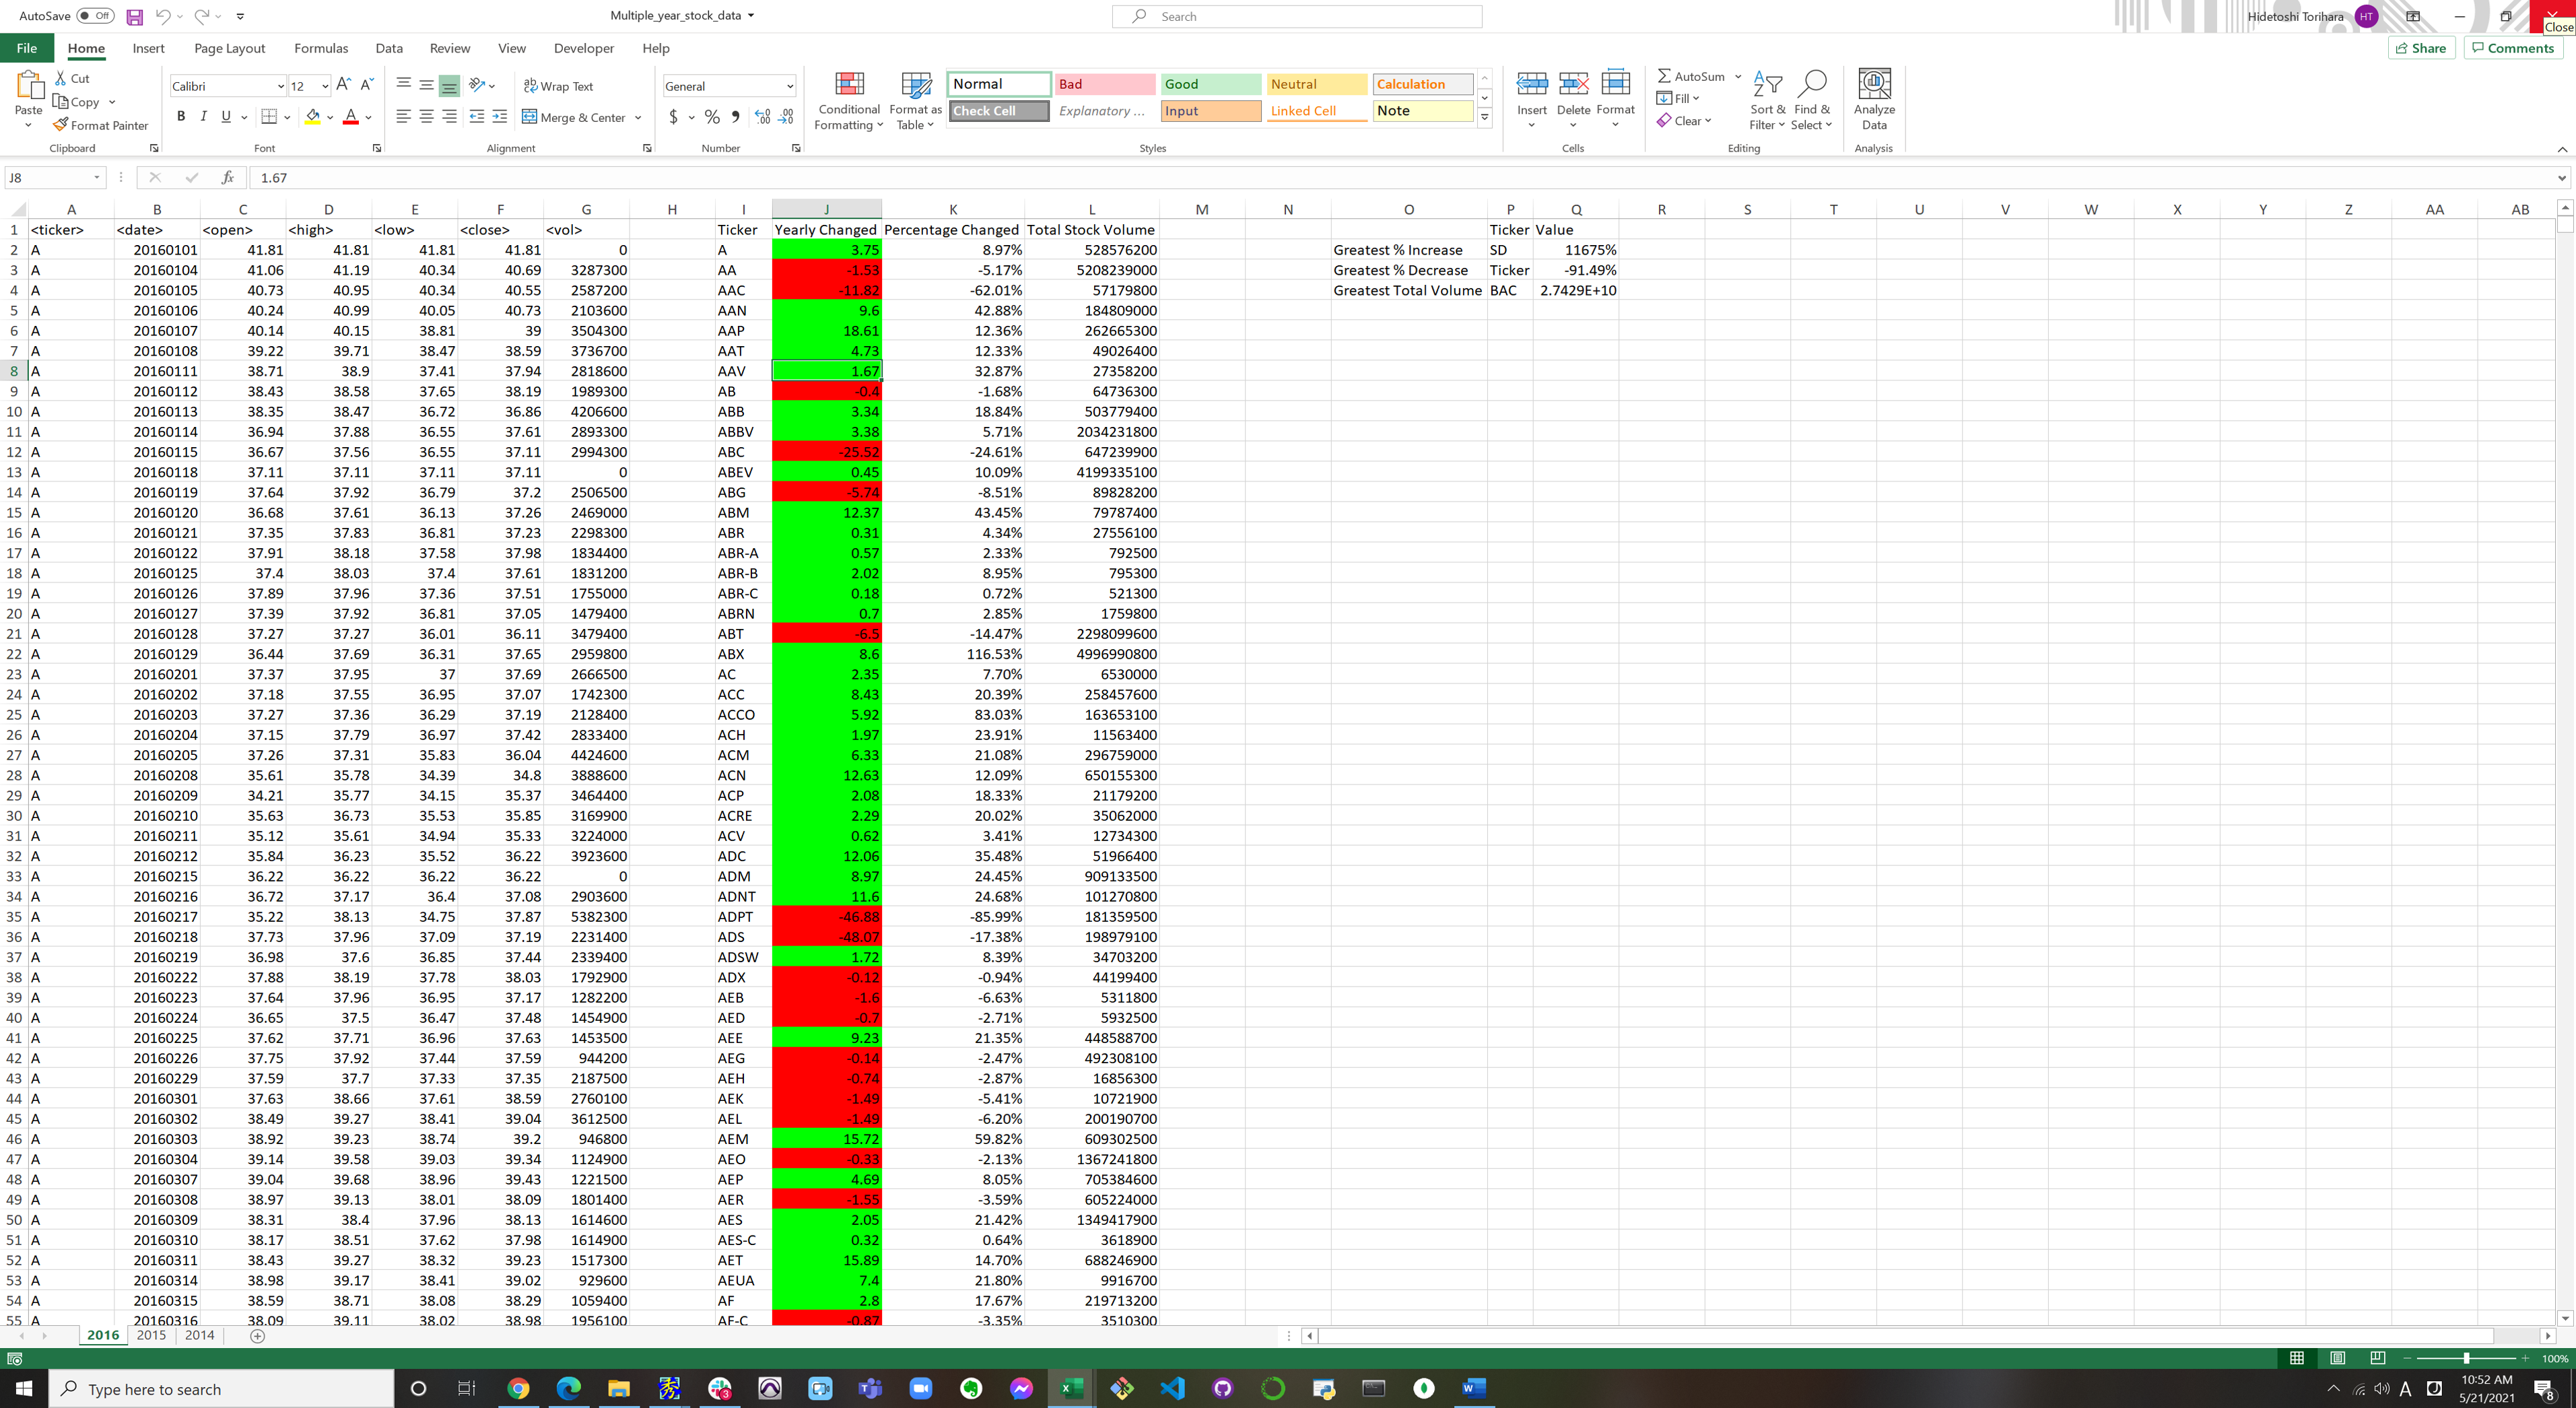 AutoSave Off Multiple_year_stock_data Search Hidetoshi Torihara HT
Close
File Home Insert Page Layout Formulas Data Review View Developer Help Share Comments
Paste Cut Copy Format Painter
Calibri 12
B I U
Wrap Text
Merge & Center
General
$ %
Conditional Formatting Format as Table
Normal Bad Good Neutral Calculation
Check Cell Explanatory ... Input Linked Cell Note
Insert Delete Format
AutoSum Fill Clear
Sort & Filter Find & Select
Analyze Data
Clipboard Font Alignment Number Styles Cells Editing Analysis
J8 fx 1.67
A B C D E F G H I J K L M N O P Q R S T U V W X Y Z AA AB
1 <ticker> <date> <open> <high> <low> <close> <vol> Ticker Yearly Changed Percentage Changed Total Stock Volume Ticker Value
2 A 20160101 41.81 41.81 41.81 41.81 0 A 3.75 8.97% 528576200 Greatest % Increase SD 11675%
3 A 20160104 41.06 41.19 40.34 40.69 3287300 AA -1.53 -5.17% 5208239000 Greatest % Decrease Ticker -91.49%
4 A 20160105 40.73 40.95 40.34 40.55 2587200 AAC -11.82 -62.01% 57179800 Greatest Total Volume BAC 2.7429E+10
5 A 20160106 40.24 40.99 40.05 40.73 2103600 AAN 9.6 42.88% 184809000
6 A 20160107 40.14 40.15 38.81 39 3504300 AAP 18.61 12.36% 262665300
7 A 20160108 39.22 39.71 38.47 38.59 3736700 AAT 4.73 12.33% 49026400
8 A 20160111 38.71 38.9 37.41 37.94 2818600 AAV 1.67 32.87% 27358200
9 A 20160112 38.43 38.58 37.65 38.19 1989300 AB -0.4 -1.68% 64736300
10 A 20160113 38.35 38.47 36.72 36.86 4206600 ABB 3.34 18.84% 503779400
11 A 20160114 36.94 37.88 36.55 37.61 2893300 ABBV 3.38 5.71% 2034231800
12 A 20160115 36.67 37.56 36.55 37.11 2994300 ABC -25.52 -24.61% 647239900
13 A 20160118 37.11 37.11 37.11 37.11 0 ABEV 0.45 10.09% 4199335100
14 A 20160119 37.64 37.92 36.79 37.2 2506500 ABG -5.74 -8.51% 89828200
15 A 20160120 36.68 37.61 36.13 37.26 2469000 ABM 12.37 43.45% 79787400
16 A 20160121 37.35 37.83 36.81 37.23 2298300 ABR 0.31 4.34% 27556100
17 A 20160122 37.91 38.18 37.58 37.98 1834400 ABR-A 0.57 2.33% 792500
18 A 20160125 37.4 38.03 37.4 37.61 1831200 ABR-B 2.02 8.95% 795300
19 A 20160126 37.89 37.96 37.36 37.51 1755000 ABR-C 0.18 0.72% 521300
20 A 20160127 37.39 37.92 36.81 37.05 1479400 ABRN 0.7 2.85% 1759800
21 A 20160128 37.27 37.27 36.01 36.11 3479400 ABT -6.5 -14.47% 2298099600
22 A 20160129 36.44 37.69 36.31 37.65 2959800 ABX 8.6 116.53% 4996990800
23 A 20160201 37.37 37.95 37 37.69 2666500 AC 2.35 7.70% 6530000
24 A 20160202 37.18 37.55 36.95 37.07 1742300 ACC 8.43 20.39% 258457600
25 A 20160203 37.27 37.36 36.29 37.19 2128400 ACCO 5.92 83.03% 163653100
26 A 20160204 37.15 37.79 36.97 37.42 2833400 ACH 1.97 23.91% 11563400
27 A 20160205 37.26 37.31 35.83 36.04 4424600 ACM 6.33 21.08% 296759000
28 A 20160208 35.61 35.78 34.39 34.8 3888600 ACN 12.63 12.09% 650155300
29 A 20160209 34.21 35.77 34.15 35.37 3464400 ACP 2.08 18.33% 21179200
30 A 20160210 35.63 36.73 35.53 35.85 3169900 ACRE 2.29 20.02% 35062000
31 A 20160211 35.12 35.61 34.94 35.33 3224000 ACV 0.62 3.41% 12734300
32 A 20160212 35.84 36.23 35.52 36.22 3923600 ADC 12.06 35.48% 51966400
33 A 20160215 36.22 36.22 36.22 36.22 0 ADM 8.97 24.45% 909133500
34 A 20160216 36.72 37.17 36.4 37.08 2903600 ADNT 11.6 24.68% 101270800
35 A 20160217 35.22 38.13 34.75 37.87 5382300 ADPT -46.88 -85.99% 181359500
36 A 20160218 37.73 37.96 37.09 37.19 2231400 ADS -48.07 -17.38% 198979100
37 A 20160219 36.98 37.6 36.85 37.44 2339400 ADSW 1.72 8.39% 34703200
38 A 20160222 37.88 38.19 37.78 38.03 1792900 ADX -0.12 -0.94% 44199400
39 A 20160223 37.64 37.96 36.95 37.17 1282200 AEB -1.6 -6.63% 5311800
40 A 20160224 36.65 37.5 36.47 37.48 1454900 AED -0.7 -2.71% 5932500
41 A 20160225 37.62 37.71 36.96 37.63 1453500 AEE 9.23 21.35% 448588700
42 A 20160226 37.75 37.92 37.44 37.59 944200 AEG -0.14 -2.47% 492308100
43 A 20160229 37.59 37.7 37.33 37.35 2187500 AEH -0.74 -2.87% 16856300
44 A 20160301 37.63 38.66 37.61 38.59 2760100 AEK -1.49 -5.41% 10721900
45 A 20160302 38.49 39.27 38.41 39.04 3612500 AEL -1.49 -6.20% 200190700
46 A 20160303 38.92 39.23 38.74 39.2 946800 AEM 15.72 59.82% 609302500
47 A 20160304 39.14 39.58 39.03 39.34 1124900 AEO -0.33 -2.13% 1367241800
48 A 20160307 39.04 39.68 38.96 39.43 1221500 AEP 4.69 8.05% 705384600
49 A 20160308 38.97 39.13 38.01 38.09 1801400 AER -1.55 -3.59% 605224000
50 A 20160309 38.31 38.4 37.96 38.13 1614600 AES 2.05 21.42% 1349417900
51 A 20160310 38.17 38.51 37.62 37.98 1614900 AES-C 0.32 0.64% 3618900
52 A 20160311 38.43 39.27 38.32 39.23 1517300 AET 15.89 14.70% 688246800
53 A 20160314 38.98 39.17 38.41 39.02 929600 AEUA 7.4 21.80% 9916700
54 A 20160315 38.59 38.71 38.08 38.29 1059400 AF 2.8 17.67% 219713200
55 A 20160316 38.09 39.11 38.02 38.98 1956100 AF-C -0.87 -3.35% 3510300
2016 2015 2014
100%
Type here to search 10:52 AM
5/21/2021 8